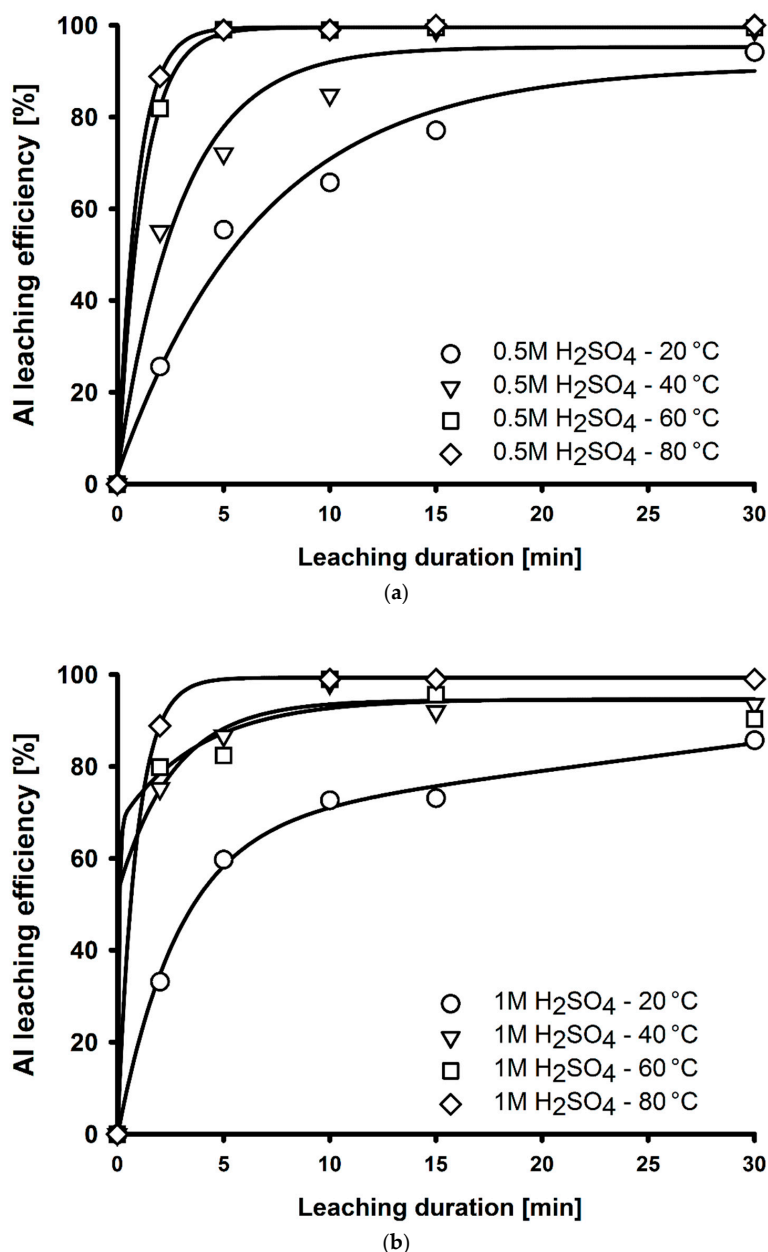 100
80
60
40
20
0
Al leaching efficiency [%]
0.5M H₂SO₄ - 20 °C
0.5M H₂SO₄ - 40 °C
0.5M H₂SO₄ - 60 °C
0.5M H₂SO₄ - 80 °C
0 5 10 15 20 25 30
Leaching duration [min]
(a)
100
80
60
40
20
0
Al leaching efficiency [%]
1M H₂SO₄ - 20 °C
1M H₂SO₄ - 40 °C
1M H₂SO₄ - 60 °C
1M H₂SO₄ - 80 °C
0 5 10 15 20 25 30
Leaching duration [min]
(b)